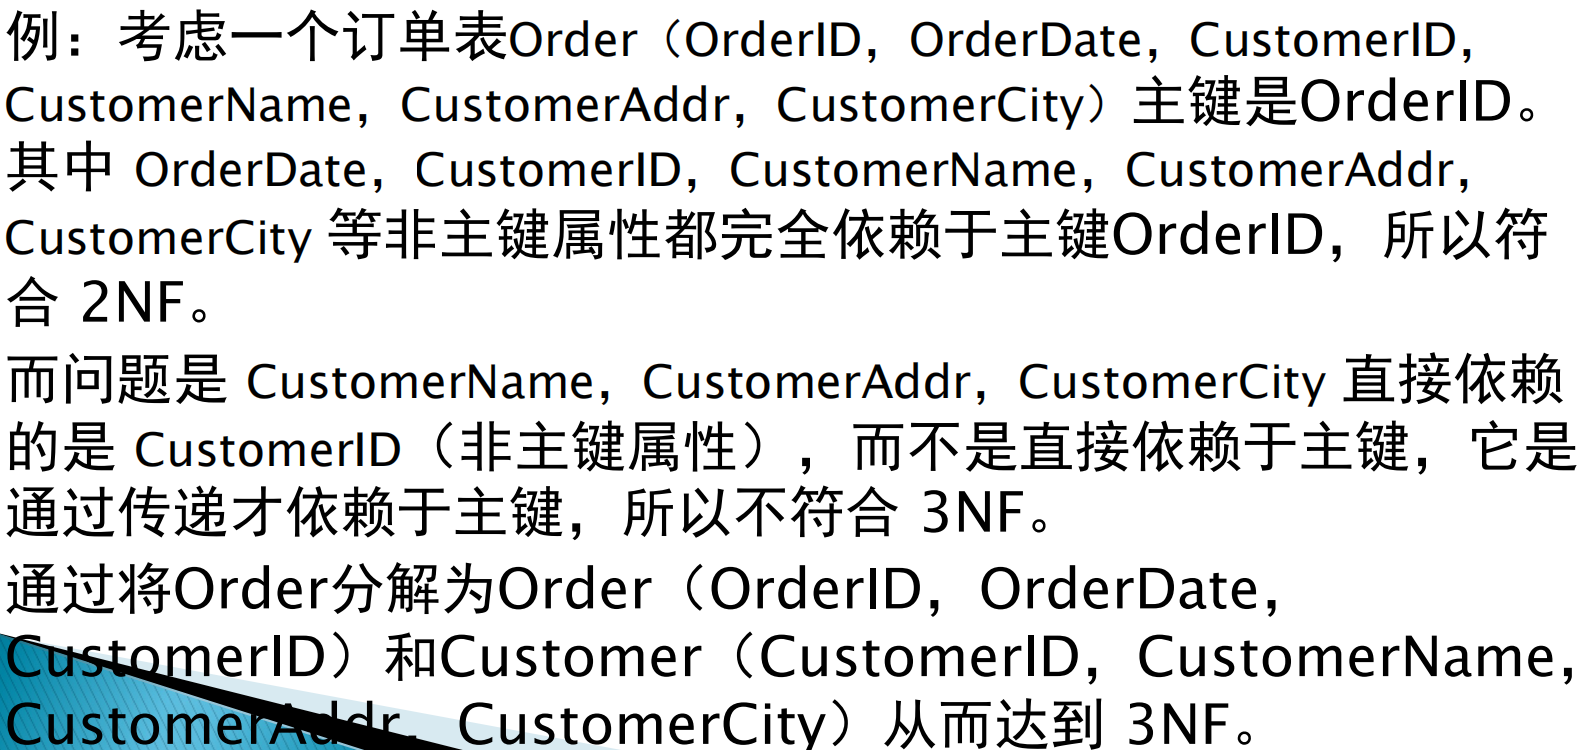 例：考虑一个订单表Order（OrderID，OrderDate，CustomerID，
CustomerName，CustomerAddr，CustomerCity）主键是OrderID。
其中 OrderDate，CustomerID，CustomerName，CustomerAddr，
CustomerCity 等非主键属性都完全依赖于主键OrderID，所以符
合 2NF。
而问题是 CustomerName，CustomerAddr，CustomerCity 直接依赖
的是 CustomerID（非主键属性），而不是直接依赖于主键，它是
通过传递才依赖于主键，所以不符合 3NF。
通过将Order分解为Order（OrderID，OrderDate，
CustomerID）和Customer（CustomerID，CustomerName，
CustomerAddr，CustomerCity）从而达到 3NF。